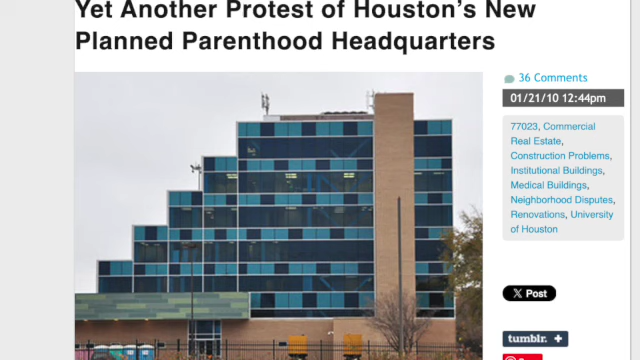 Yet Another Protest of Houston’s New
Planned Parenthood Headquarters
36 Comments
01/21/10 12:44pm
77023, Commercial
Real Estate,
Construction Problems,
Institutional Buildings,
Medical Buildings,
Neighborhood Disputes,
Renovations, University
of Houston
X Post
tumblr. +